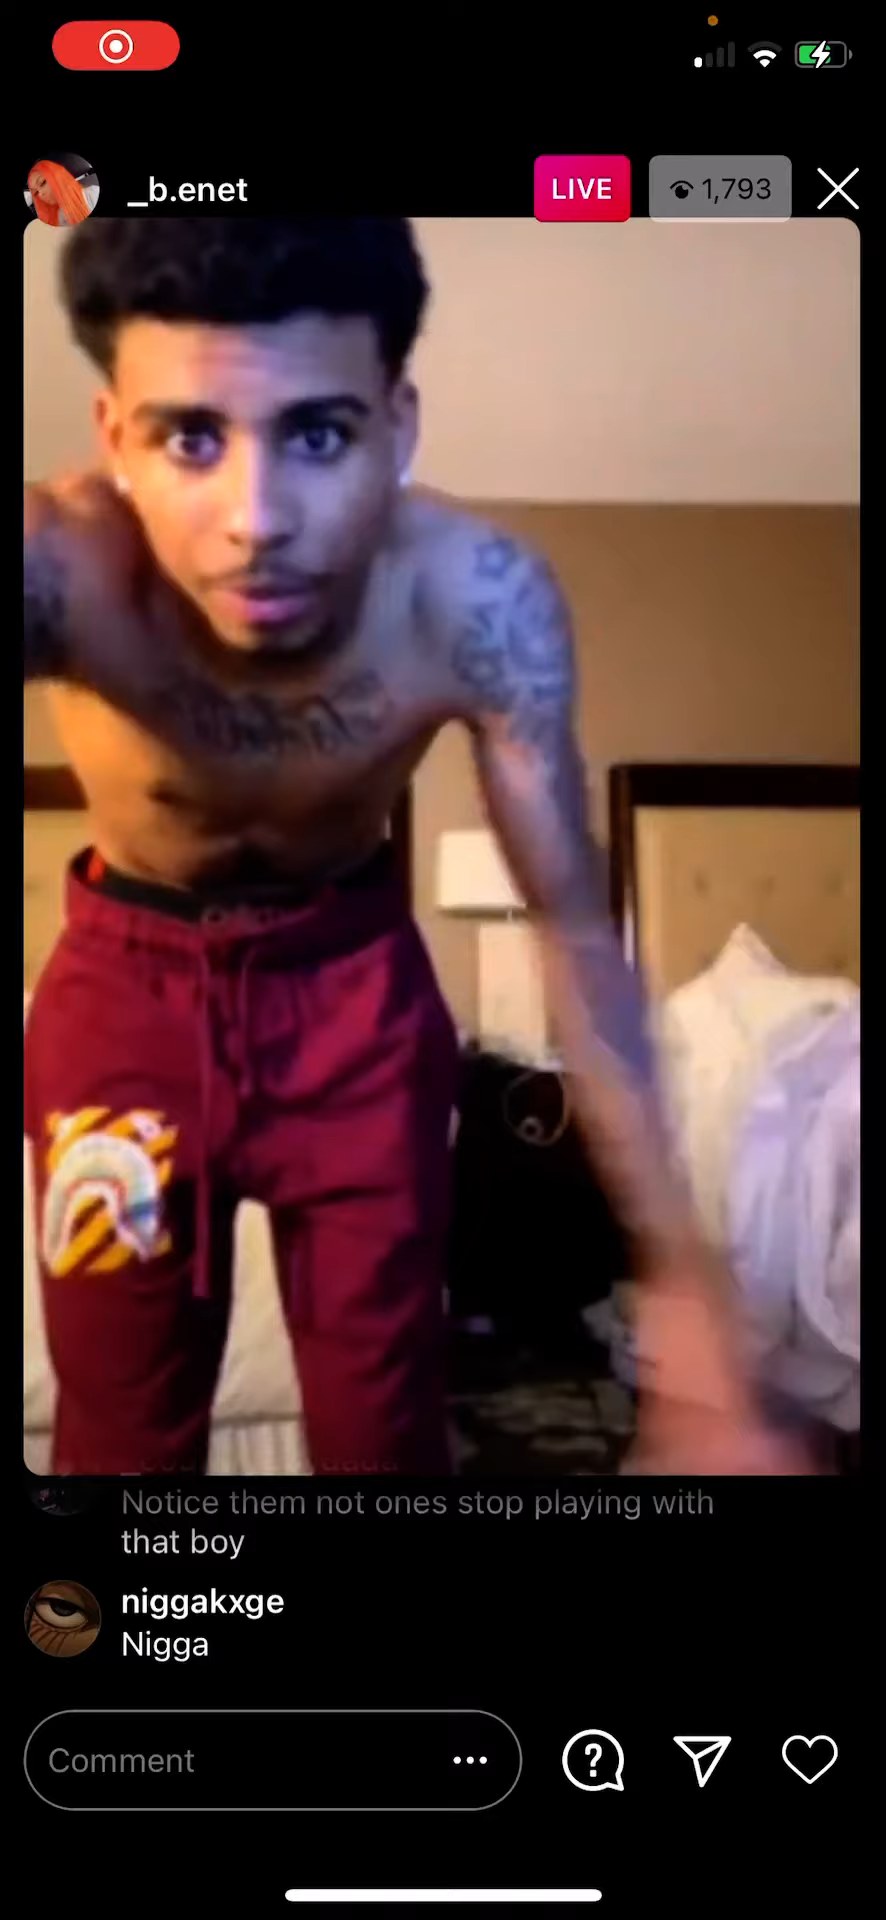 _b.enet
LIVE
1,793
Notice them not ones stop playing with
that boy
niggakxge
Nigga
Comment